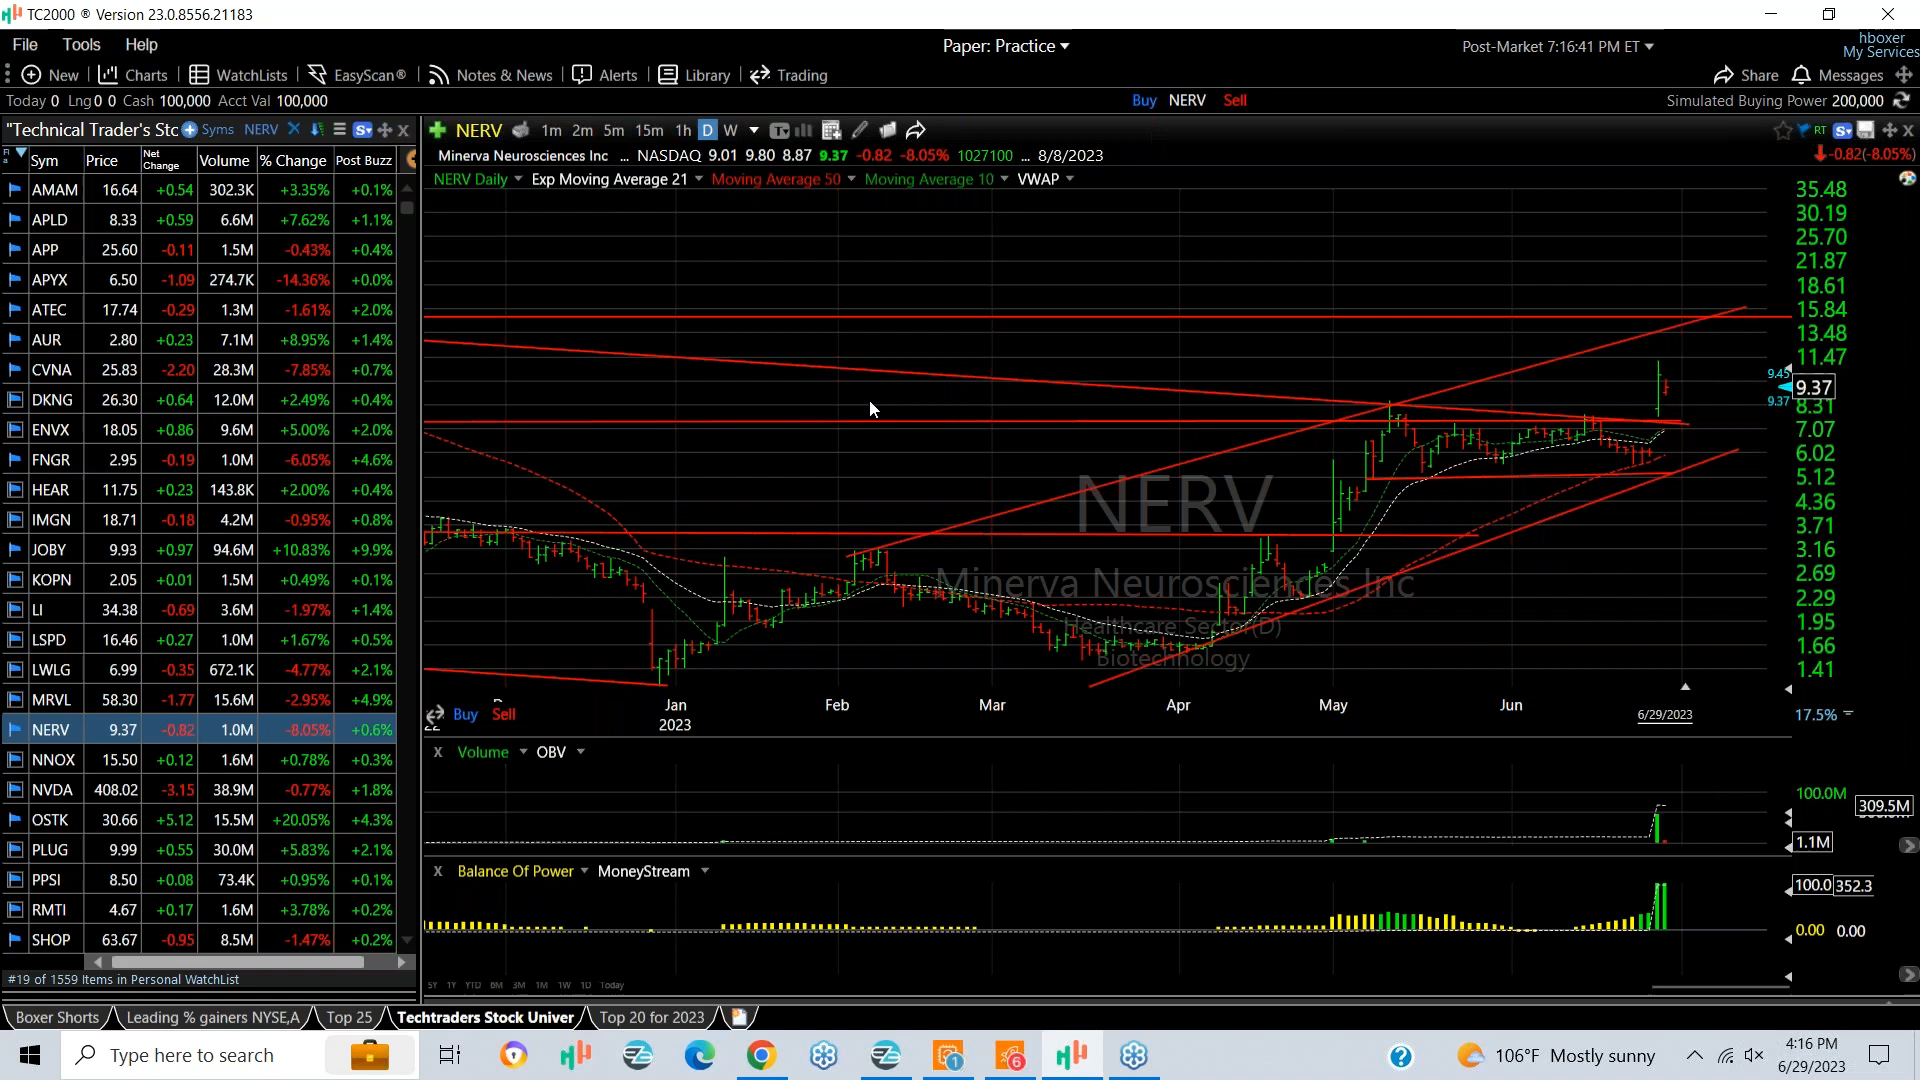 TC2000 ® Version 23.0.8556.21183
File Tools Help
Paper: Practice
Post-Market 7:16:41 PM ET
hboxer
My Services
New Charts WatchLists EasyScan® Notes & News Alerts Library Trading
Share Messages
Today 0 Lng 0 0 Cash 100,000 Acct Val 100,000
Buy NERV Sell
Simulated Buying Power 200,000
"Technical Trader's Stc Syms NERV
NERV 1m 2m 5m 15m 1h D W
RT
Sym Price Net Change Volume % Change Post Buzz
Minerva Neurosciences Inc ... NASDAQ 9.01 9.80 8.87 9.37 -0.82 -8.05% 1027100 ... 8/8/2023
-0.82(-8.05%)
NERV Daily Exp Moving Average 21 Moving Average 50 Moving Average 10 VWAP
AMAM 16.64 +0.54 302.3K +3.35% +0.1%
APLD 8.33 +0.59 6.6M +7.62% +1.1%
APP 25.60 -0.11 1.5M -0.43% +0.4%
APYX 6.50 -1.09 274.7K -14.36% +0.0%
ATEC 17.74 -0.29 1.3M -1.61% +2.0%
AUR 2.80 +0.23 7.1M +8.95% +1.4%
CVNA 25.83 -2.20 28.3M -7.85% +0.7%
DKNG 26.30 +0.64 12.0M +2.49% +0.4%
ENVX 18.05 +0.86 9.6M +5.00% +2.0%
FNGR 2.95 -0.19 1.0M -6.05% +4.6%
HEAR 11.75 +0.23 143.8K +2.00% +0.4%
IMGN 18.71 -0.18 4.2M -0.95% +0.8%
JOBY 9.93 +0.97 94.6M +10.83% +9.9%
KOPN 2.05 +0.01 1.5M +0.49% +0.1%
LI 34.38 -0.69 3.6M -1.97% +1.4%
LSPD 16.46 +0.27 1.0M +1.67% +0.5%
LWLG 6.99 -0.35 672.1K -4.77% +2.1%
MRVL 58.30 -1.77 15.6M -2.95% +4.9%
NERV 9.37 -0.82 1.0M -8.05% +0.6%
NNOX 15.50 +0.12 1.6M +0.78% +0.3%
NVDA 408.02 -3.15 38.9M -0.77% +1.8%
OSTK 30.66 +5.12 15.5M +20.05% +4.3%
PLUG 9.99 +0.55 30.0M +5.83% +2.1%
PPSI 8.50 +0.08 73.4K +0.95% +0.1%
RMTI 4.67 +0.17 1.6M +3.78% +0.2%
SHOP 63.67 -0.95 8.5M -1.47% +0.2%
#19 of 1559 Items in Personal WatchList
35.48
30.19
25.70
21.87
18.61
15.84
13.48
11.47
9.45
9.37
9.37
8.31
7.07
6.02
5.12
4.36
3.71
3.16
2.69
2.29
1.95
1.66
1.41
17.5%
NERV
Minerva Neurosciences Inc
Healthcare Sector(D)
Biotechnology
Jan Feb Mar Apr May Jun
22 2023 6/29/2023
Buy Sell
X Volume OBV
100.0M
309.5M
1.1M
X Balance Of Power MoneyStream
100.0 352.3
0.00 0.00
5Y 1Y YTD 6M 3M 1M 1W 1D Today
Boxer Shorts Leading % gainers NYSE,A Top 25 Techtraders Stock Univer Top 20 for 2023
Type here to search
1
6
106°F Mostly sunny
4:16 PM
6/29/2023